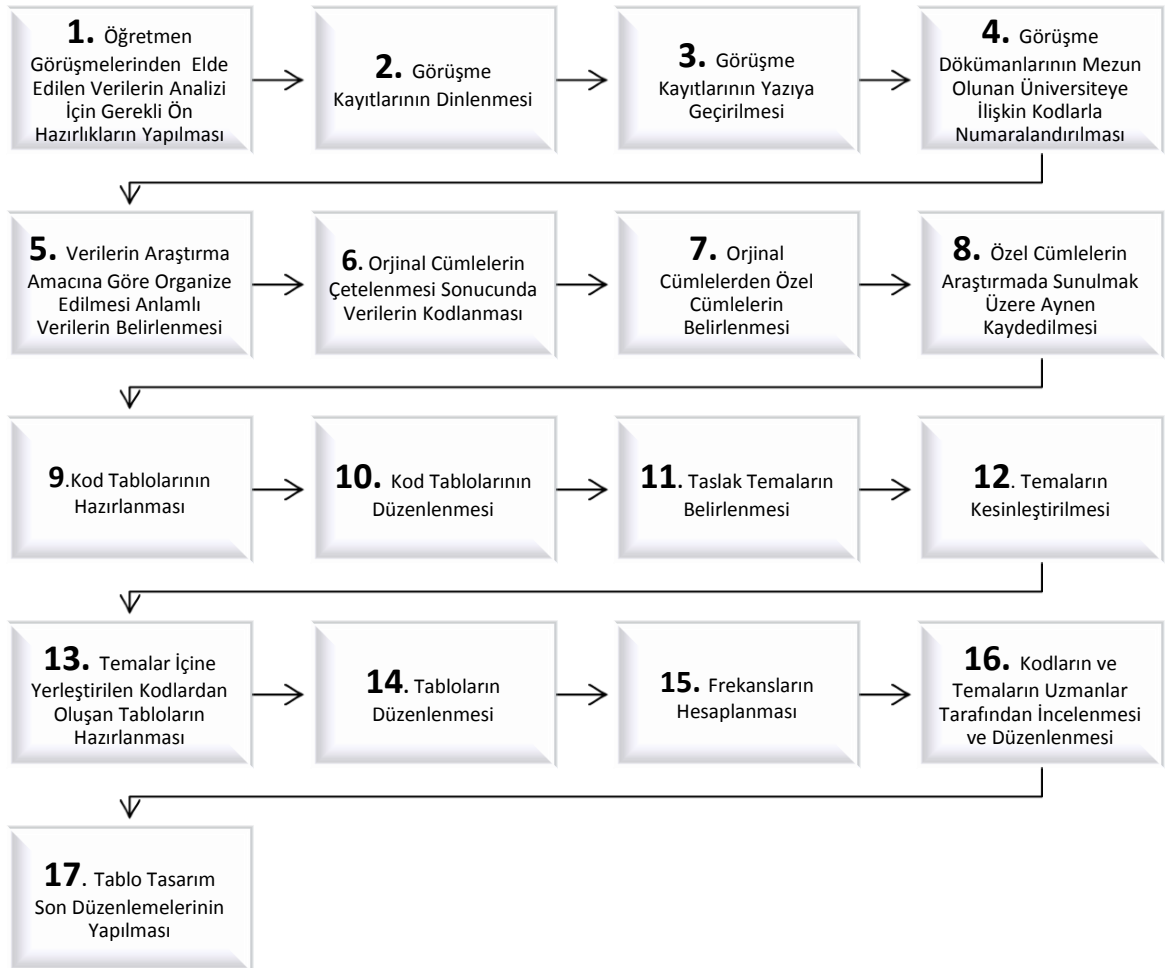 1. Öğretmen
Görüşmelerinden Elde
Edilen Verilerin Analizi
İçin Gerekli Ön
Hazırlıkların Yapılması
2. Görüşme
Kayıtlarının Dinlenmesi
3. Görüşme
Kayıtlarının Yazıya
Geçirilmesi
4. Görüşme
Dökümanlarının Mezun
Olunan Üniversiteye
İlişkin Kodlarla
Numaralandırılması
5. Verilerin Araştırma
Amacına Göre Organize
Edilmesi Anlamlı
Verilerin Belirlenmesi
6. Orjinal Cümlelerin
Çetelenmesi Sonucunda
Verilerin Kodlanması
7. Orjinal
Cümlelerden Özel
Cümlelerin
Belirlenmesi
8. Özel Cümlelerin
Araştırmada Sunulmak
Üzere Aynen
Kaydedilmesi
9.Kod Tablolarının
Hazırlanması
10. Kod Tablolarının
Düzenlenmesi
11. Taslak Temaların
Belirlenmesi
12. Temaların
Kesinleştirilmesi
13. Temalar İçine
Yerleştirilen Kodlardan
Oluşan Tabloların
Hazırlanması
14. Tabloların
Düzenlenmesi
15. Frekansların
Hesaplanması
16. Kodların ve
Temaların Uzmanlar
Tarafından İncelenmesi
ve Düzenlenmesi
17. Tablo Tasarım
Son Düzenlemelerinin
Yapılması